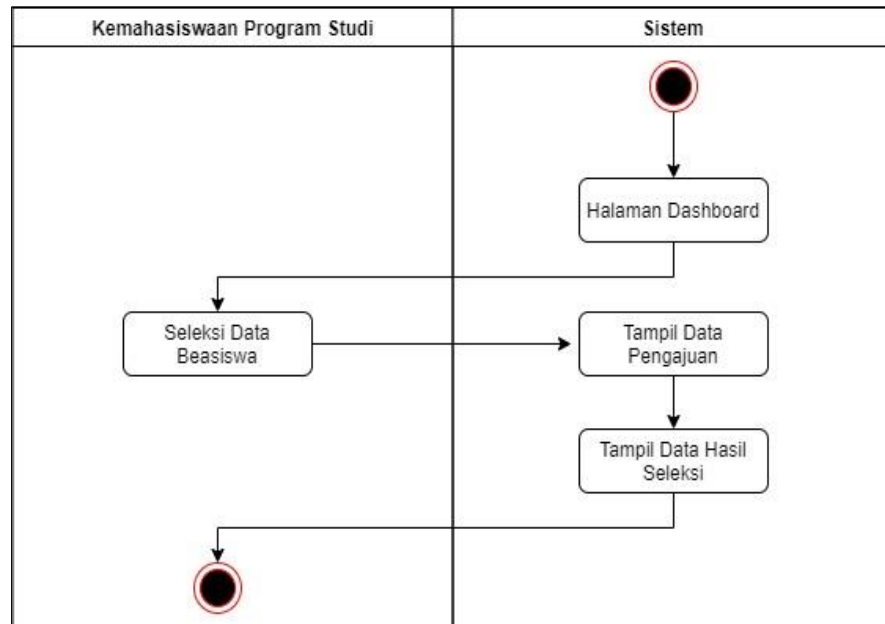 Kemahasiswaan Program Studi
Sistem
Halaman Dashboard
Seleksi Data
Beasiswa
Tampil Data
Pengajuan
Tampil Data Hasil
Seleksi